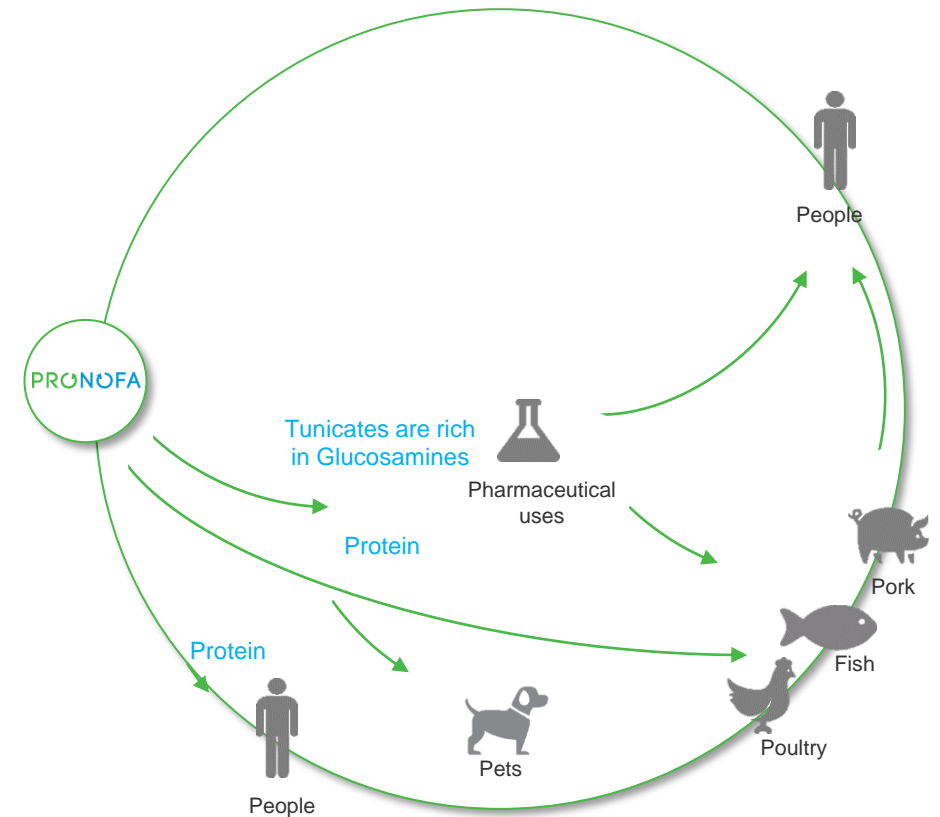 People
PRONOFA
Tunicates are rich
in Glucosamines
Pharmaceutical
uses
Protein
Pork
Protein
Fish
Poultry
Pets
People